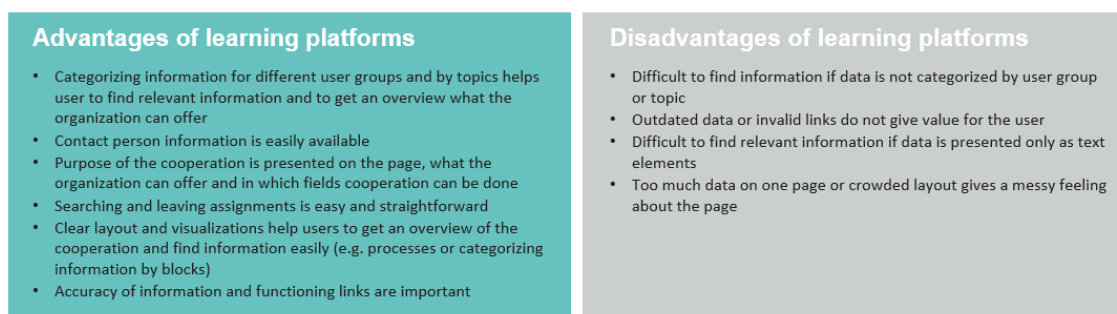 Advantages of learning platforms
• Categorizing information for different user groups and by topics helps
user to find relevant information and to get an overview what the
organization can offer
• Contact person information is easily available
• Purpose of the cooperation is presented on the page, what the
organization can offer and in which fields cooperation can be done
• Searching and leaving assignments is easy and straightforward
• Clear layout and visualizations help users to get an overview of the
cooperation and find information easily (e.g. processes or categorizing
information by blocks)
• Accuracy of information and functioning links are important
Disadvantages of learning platforms
• Difficult to find information if data is not categorized by user group
or topic
• Outdated data or invalid links do not give value for the user
• Difficult to find relevant information if data is presented only as text
elements
• Too much data on one page or crowded layout gives a messy feeling
about the page